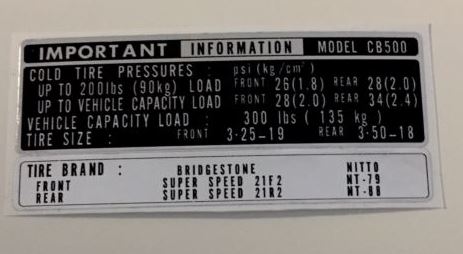 IMPORTANT INFORMATION MODEL CB500
COLD TIRE PRESSURES : psi (kg/cm²)
UP TO 200lbs (90kg) LOAD FRONT 26(1.8) REAR 28(2.0)
UP TO VEHICLE CAPACITY LOAD FRONT 28(2.0) REAR 34(2.4)
VEHICLE CAPACITY LOAD : 300 lbs ( 135 kg )
TIRE SIZE : FRONT 3·25-19 REAR 3·50-18
TIRE BRAND : BRIDGESTONE NITTO
FRONT SUPER SPEED 21F2 NT-79
REAR SUPER SPEED 21R2 NT-88